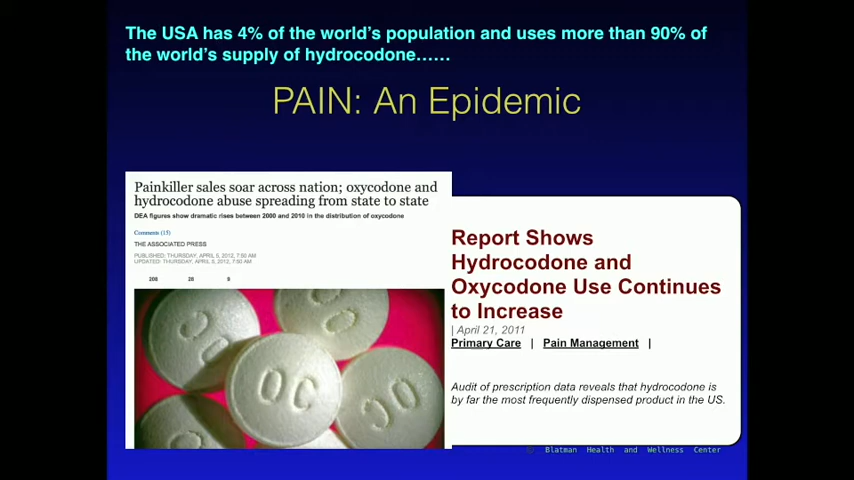 The USA has 4% of the world's population and uses more than 90% of
the world's supply of hydrocodone......
PAIN: An Epidemic
Painkiller sales soar across nation; oxycodone and
hydrocodone abuse spreading from state to state
DEA figures show dramatic rises between 2000 and 2010 in the distribution of oxycodone
Comments (15)
THE ASSOCIATED PRESS
PUBLISHED: THURSDAY, APRIL 5, 2012, 7:50 AM
UPDATED: THURSDAY, APRIL 5, 2012, 7:50 AM
208 28 9
OC
OC
Report Shows
Hydrocodone and
Oxycodone Use Continues
to Increase
| April 21, 2011
Primary Care | Pain Management |
Audit of prescription data reveals that hydrocodone is
by far the most frequently dispensed product in the US.
© Blatman Health and Wellness Center